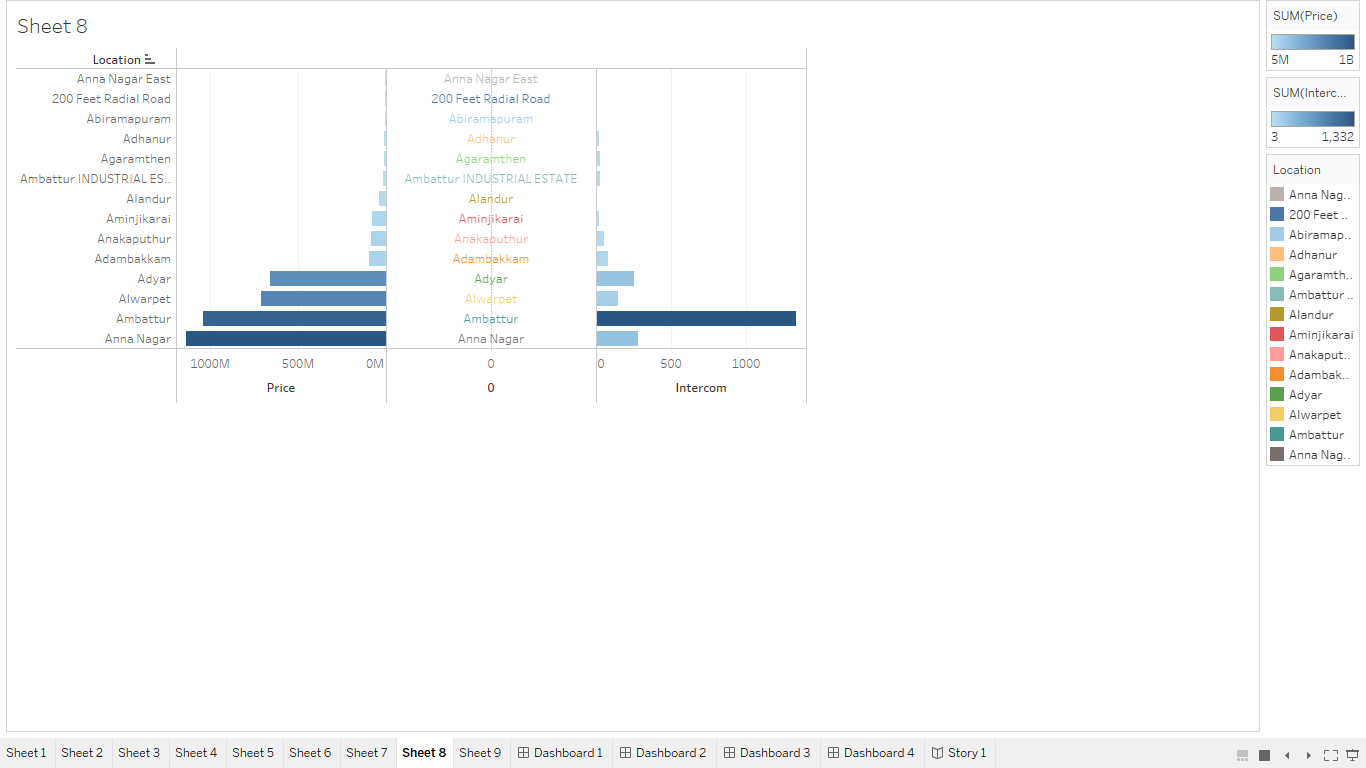 Sheet 8
Location
Anna Nagar East Anna Nagar East
200 Feet Radial Road 200 Feet Radial Road
Abiramapuram Abiramapuram
Adhanur Adhanur
Agaramthen Agaramthen
Ambattur INDUSTRIAL ES.. Ambattur INDUSTRIAL ESTATE
Alandur Alandur
Aminjikarai Aminjikarai
Anakaputhur Anakaputhur
Adambakkam Adambakkam
Adyar Adyar
Alwarpet Alwarpet
Ambattur Ambattur
Anna Nagar Anna Nagar
1000M 500M 0M 0 0 500 1000
Price 0 Intercom
SUM(Price)
5M 1B
SUM(Interc...
3 1,332
Location
Anna Nag..
200 Feet ..
Abiramap..
Adhanur
Agaramth..
Ambattur ..
Alandur
Aminjikarai
Anakaput..
Adambak..
Adyar
Alwarpet
Ambattur
Anna Nag..
Sheet 1 Sheet 2 Sheet 3 Sheet 4 Sheet 5 Sheet 6 Sheet 7 Sheet 8 Sheet 9 Dashboard 1 Dashboard 2 Dashboard 3 Dashboard 4 Story 1